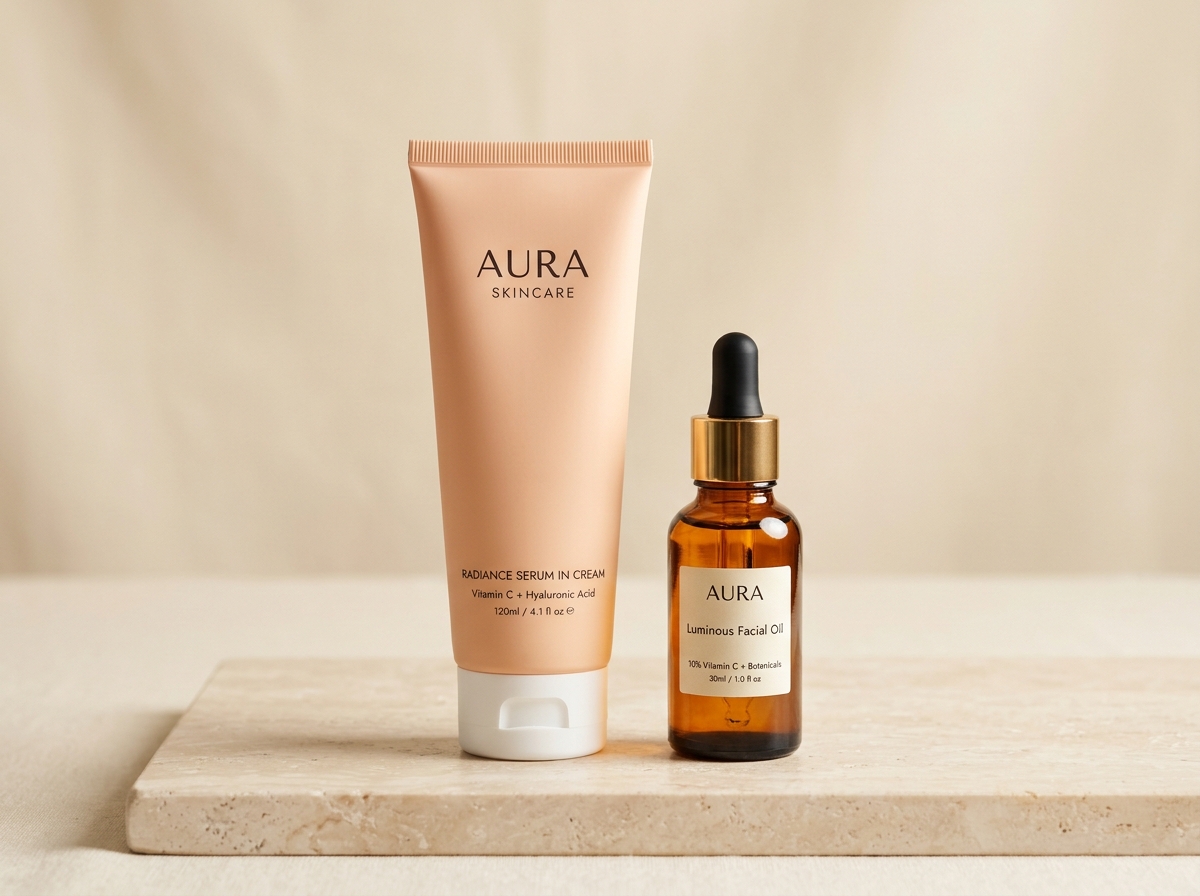 AURA
SKINCARE
RADIANCE SERUM IN CREAM
Vitamin C + Hyaluronic Acid
120ml / 4.1 fl oz ℮
AURA
Luminous Facial Oil
10% Vitamin C + Botenicals
30ml / 1.0 fl oz